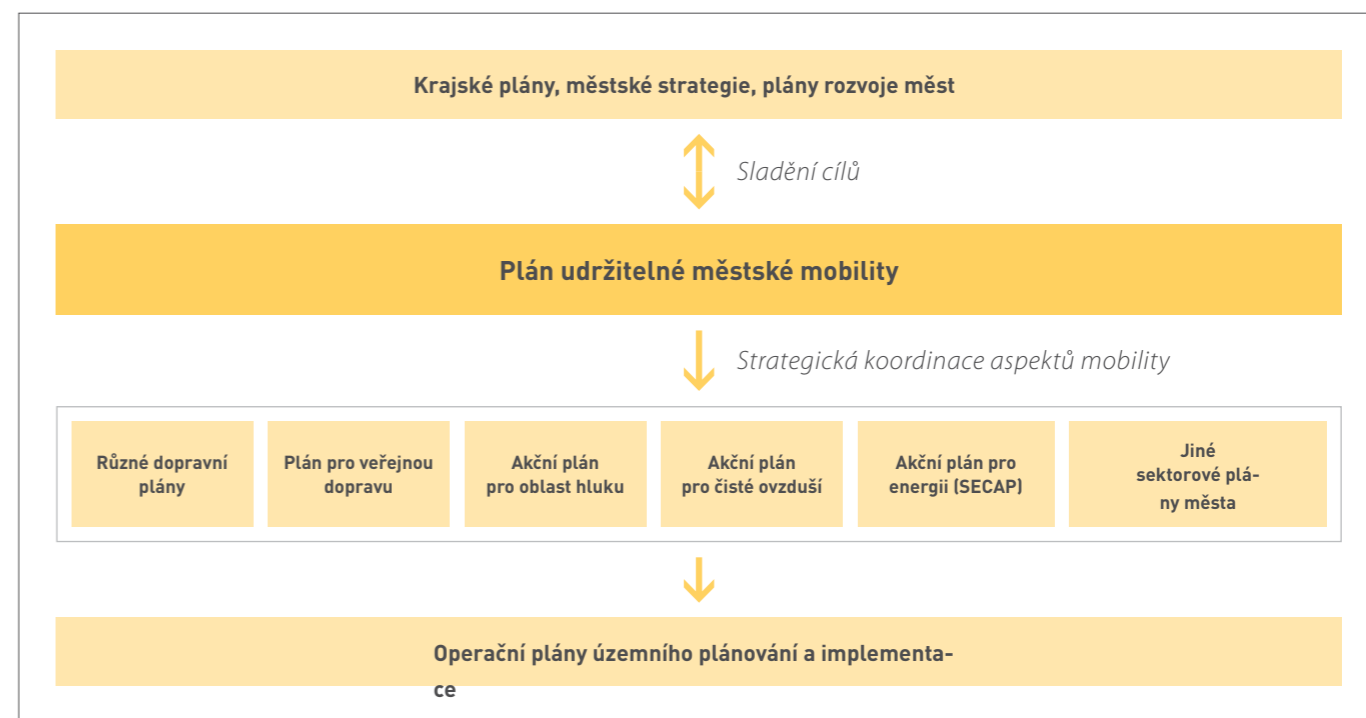 Krajské plány, městské strategie, plány rozvoje měst
Sladění cílů
Plán udržitelné městské mobility
Strategická koordinace aspektů mobility
Různé dopravní
plány
Plán pro veřejnou
dopravu
Akční plán
pro oblast hluku
Akční plán
pro čisté ovzduší
Akční plán pro
energii (SECAP)
Jiné
sektorové plá-
ny města
Operační plány územního plánování a implementa-
ce